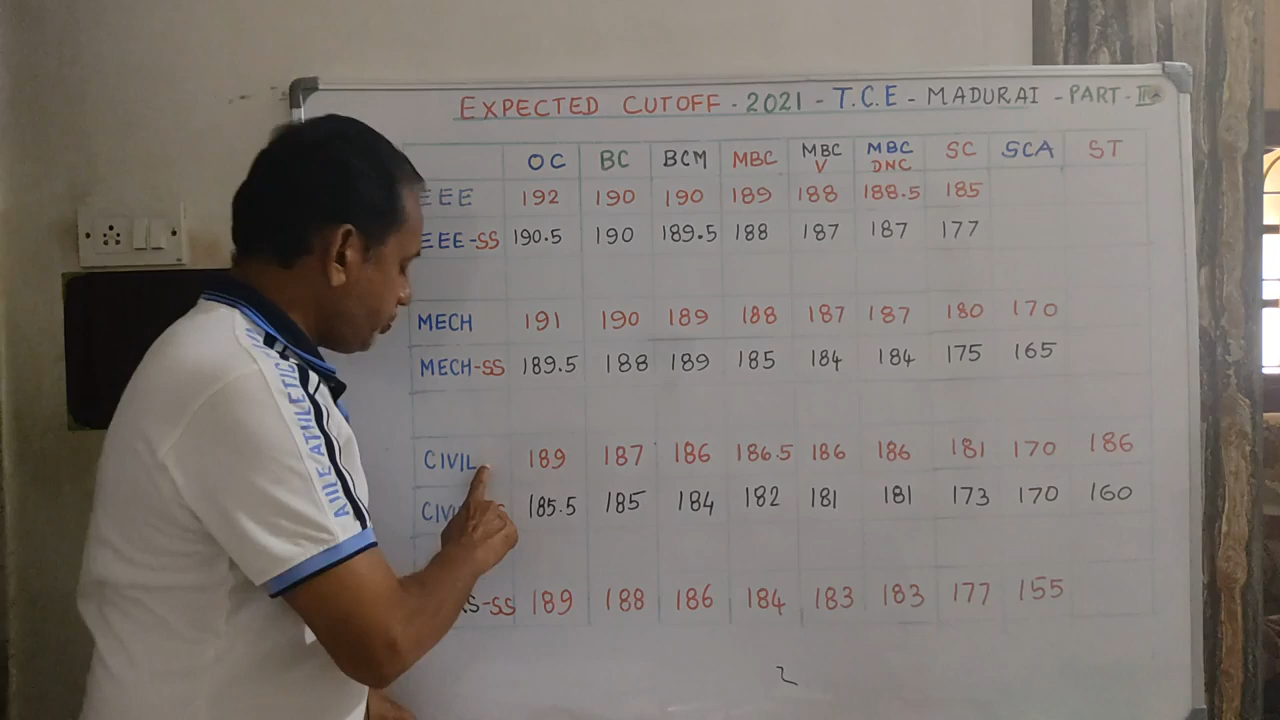 EXPECTED CUTOFF - 2021 - T.C.E - MADURAI - PART - II
OC BC BCM MBC MBC V MBC DNC SC SCA ST
EEE 192 190 190 189 188 188.5 185
EEE-SS 190.5 190 189.5 188 187 187 177
MECH 191 190 189 188 187 187 180 170
MECH-SS 189.5 188 189 185 184 184 175 165
CIVIL 189 187 186 186.5 186 186 181 170 186
185.5 185 184 182 181 181 173 170 160
S-SS 189 188 186 184 183 183 177 155